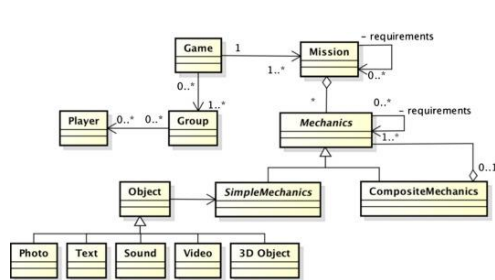 - requirements
Game
1
Mission
1..*
0..*
0..*
1..*
*
0..*
- requirements
Player
0..*
0..*
Group
Mechanics
1..*
0..1
Object
SimpleMechanics
CompositeMechanics
Photo
Text
Sound
Video
3D Object